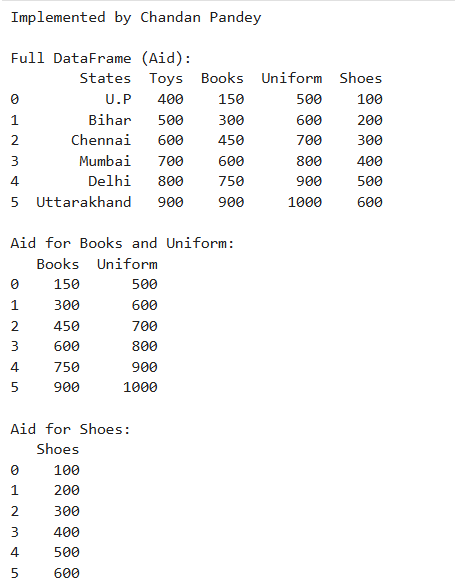 Implemented by Chandan Pandey
Full DataFrame (Aid):
States Toys Books Uniform Shoes
0 U.P 400 150 500 100
1 Bihar 500 300 600 200
2 Chennai 600 450 700 300
3 Mumbai 700 600 800 400
4 Delhi 800 750 900 500
5 Uttarakhand 900 900 1000 600
Aid for Books and Uniform:
Books Uniform
0 150 500
1 300 600
2 450 700
3 600 800
4 750 900
5 900 1000
Aid for Shoes:
Shoes
0 100
1 200
2 300
3 400
4 500
5 600